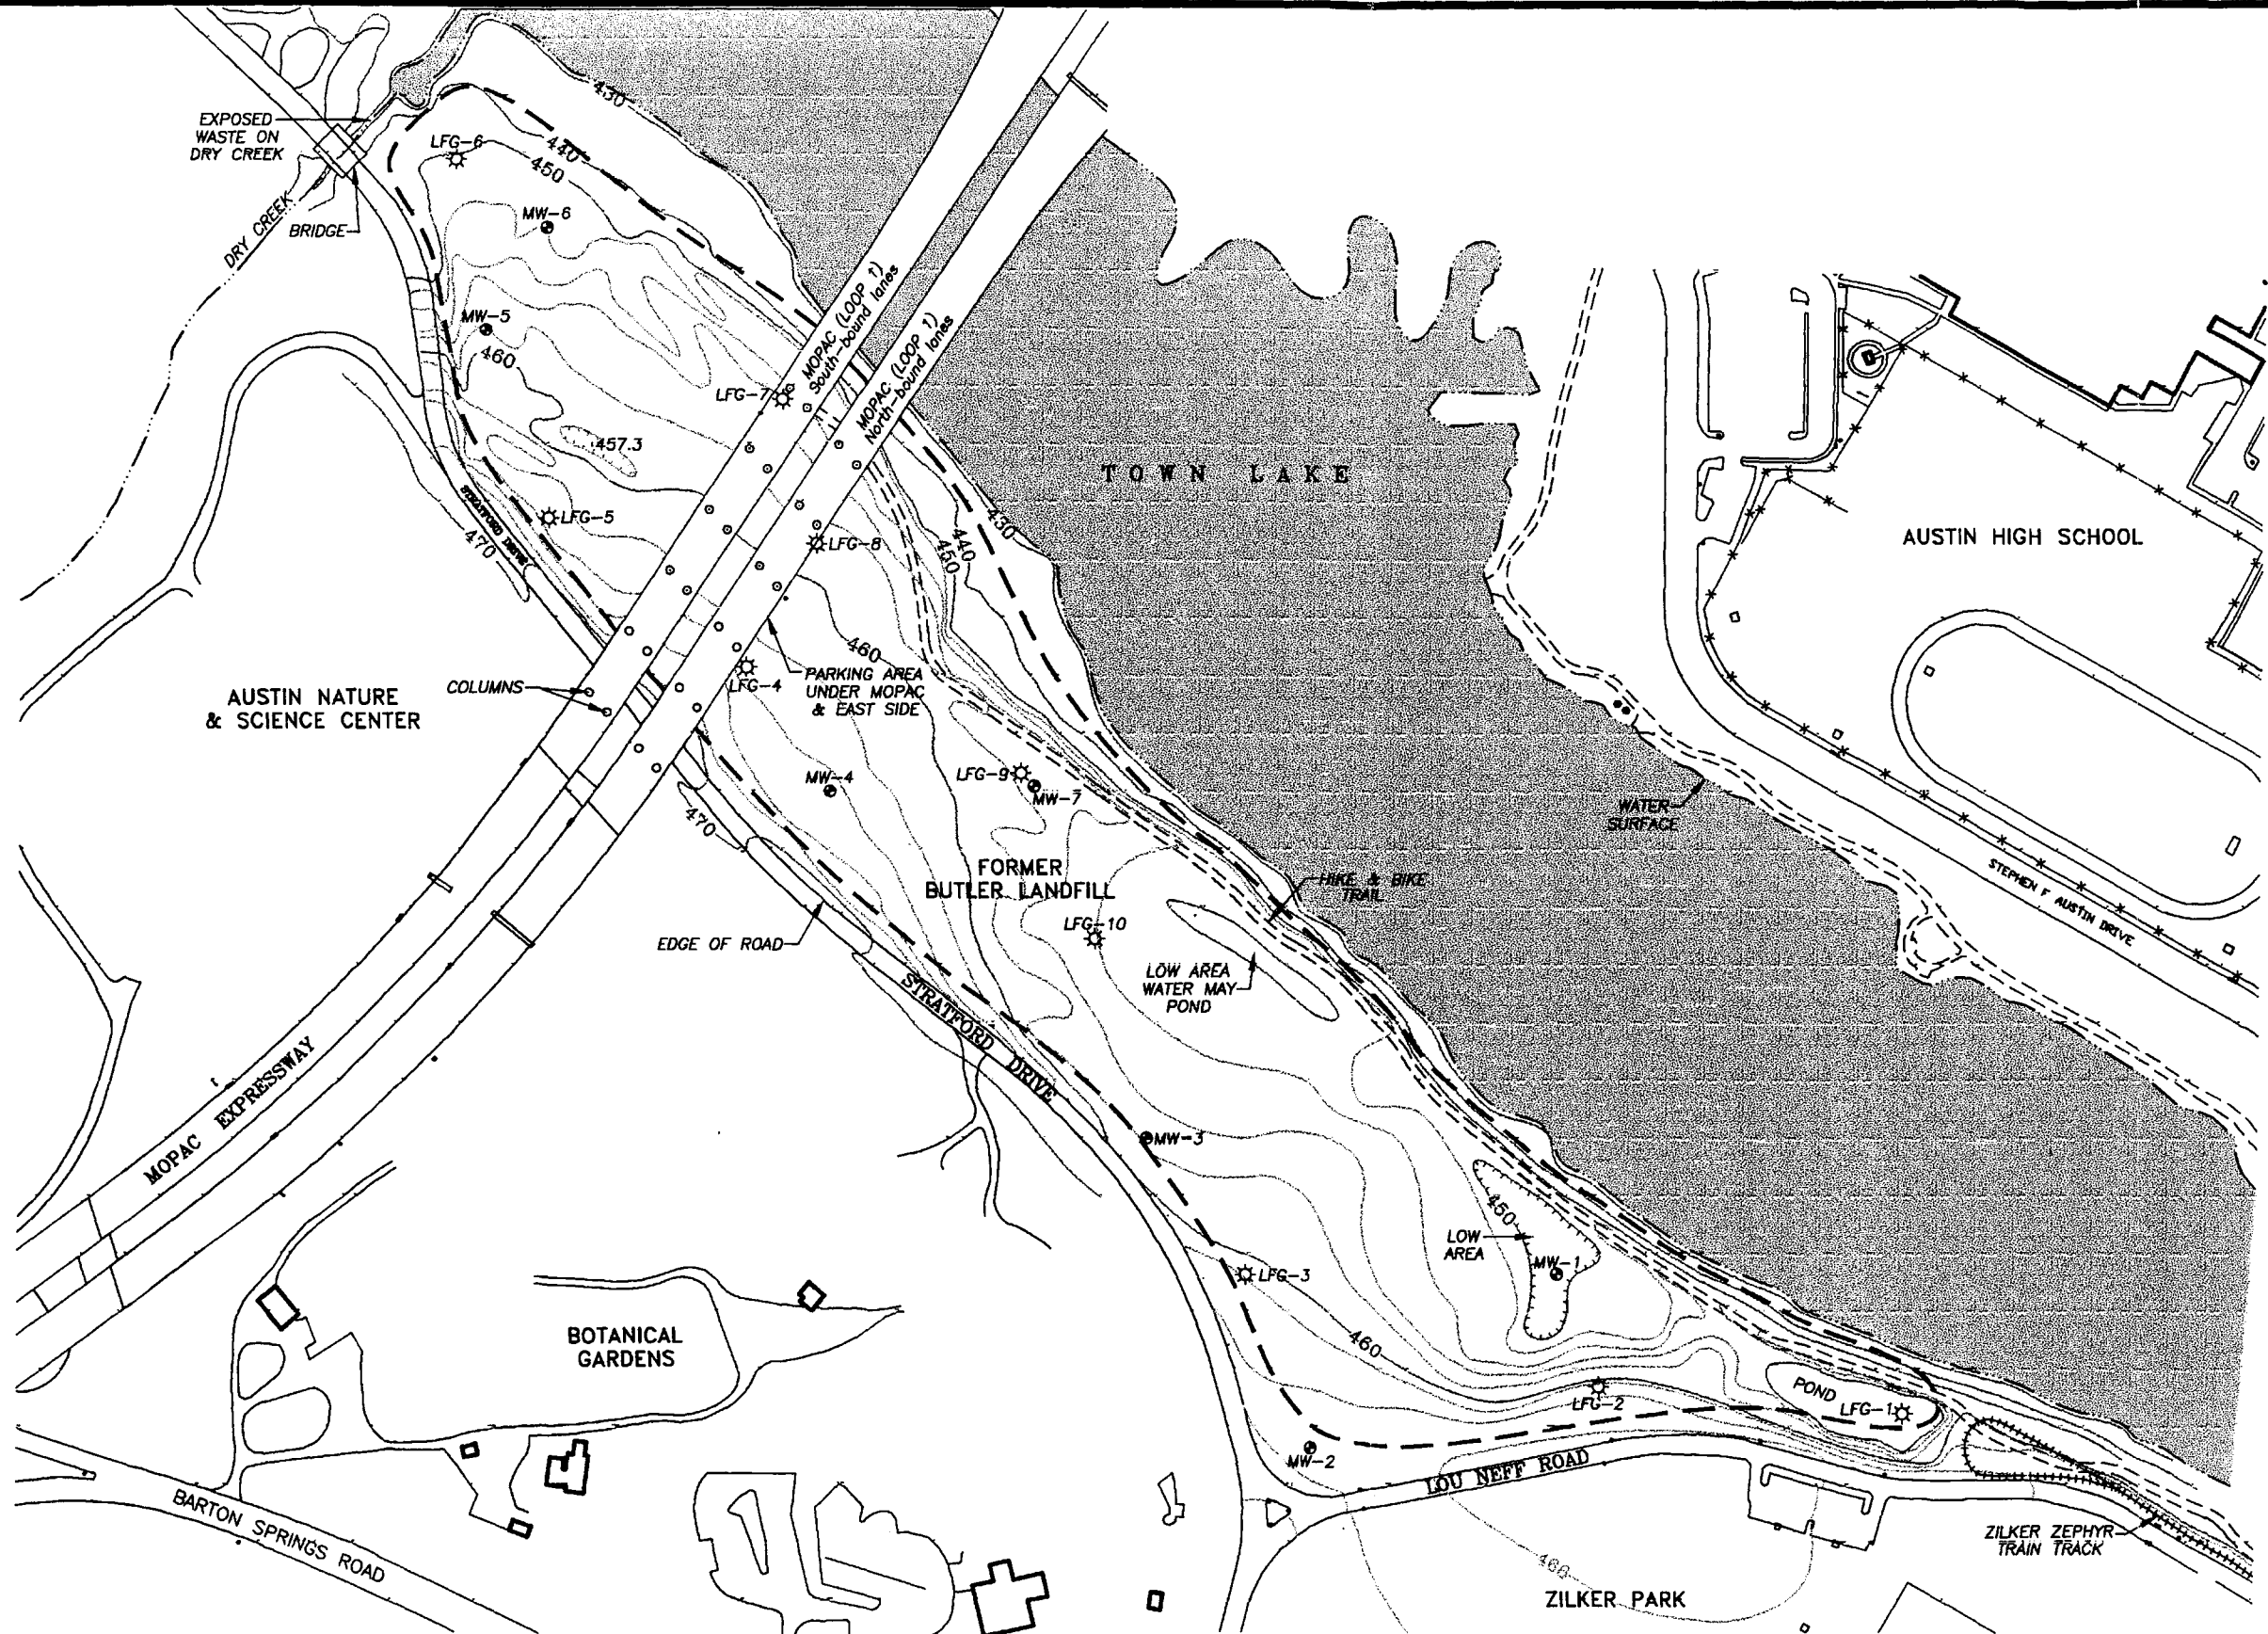 430
EXPOSED
WASTE ON
DRY CREEK
LFG-6
440
450
MW-6
DRY CREEK
BRIDGE
MOPAC (LOOP 1)
South-bound lanes
MOPAC (LOOP 1)
North-bound lanes
MW-5
460
LFG-7
457.3
TOWN LAKE
STRATFORD DRIVE
LFG-5
470
LFG-8
430
440
450
AUSTIN HIGH SCHOOL
460
AUSTIN NATURE
& SCIENCE CENTER
COLUMNS
LFG-4
PARKING AREA
UNDER MOPAC
& EAST SIDE
MW-4
LFG-9
MW-7
470
WATER
SURFACE
FORMER
BUTLER LANDFILL
HIKE & BIKE
TRAIL
STEPHEN F AUSTIN DRIVE
EDGE OF ROAD
LFG-10
LOW AREA
WATER MAY
POND
STRATFORD DRIVE
MOPAC EXPRESSWAY
MW-3
450
LOW
AREA
MW-1
LFG-3
460
BOTANICAL
GARDENS
POND
LFG-1
LFG-2
MW-2
LOU NEFF ROAD
BARTON SPRINGS ROAD
ZILKER ZEPHYR
TRAIN TRACK
460
ZILKER PARK